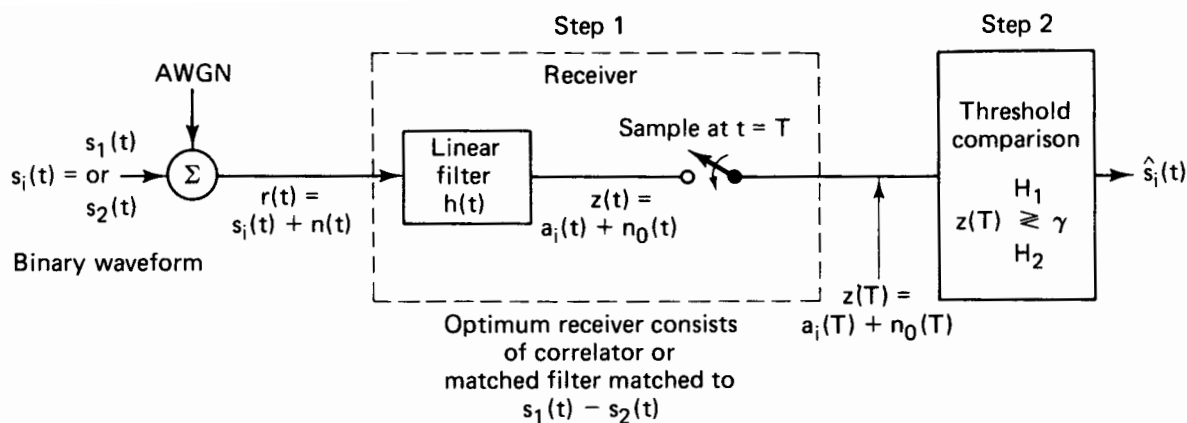 Step 1
Step 2
AWGN
Receiver
Sample at t = T
s₁(t)
sᵢ(t) = or
s₂(t)
Σ
r(t) =
sᵢ(t) + n(t)
Binary waveform
Linear
filter
h(t)
z(t) =
aᵢ(t) + n₀(t)
Threshold
comparison
H₁
z(T) ≷ γ
H₂
ŝᵢ(t)
z(T) =
aᵢ(T) + n₀(T)
Optimum receiver consists
of correlator or
matched filter matched to
s₁(t) − s₂(t)